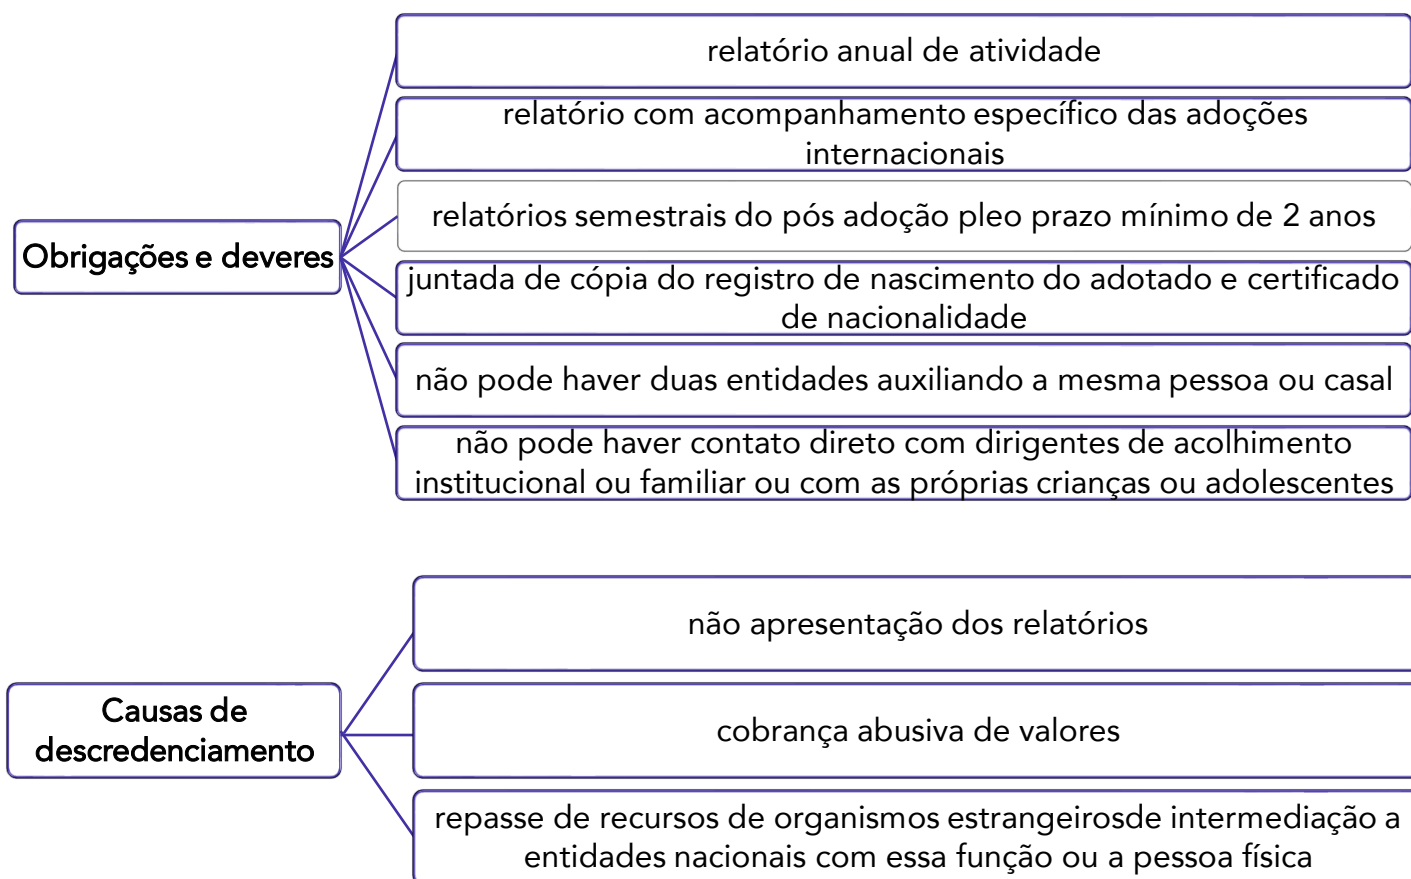 Obrigações e deveres
relatório anual de atividade
relatório com acompanhamento específico das adoções
internacionais
relatórios semestrais do pós adoção pleo prazo mínimo de 2 anos
juntada de cópia do registro de nascimento do adotado e certificado
de nacionalidade
não pode haver duas entidades auxiliando a mesma pessoa ou casal
não pode haver contato direto com dirigentes de acolhimento
institucional ou familiar ou com as próprias crianças ou adolescentes
Causas de
descredenciamento
não apresentação dos relatórios
cobrança abusiva de valores
repasse de recursos de organismos estrangeirosde intermediação a
entidades nacionais com essa função ou a pessoa física